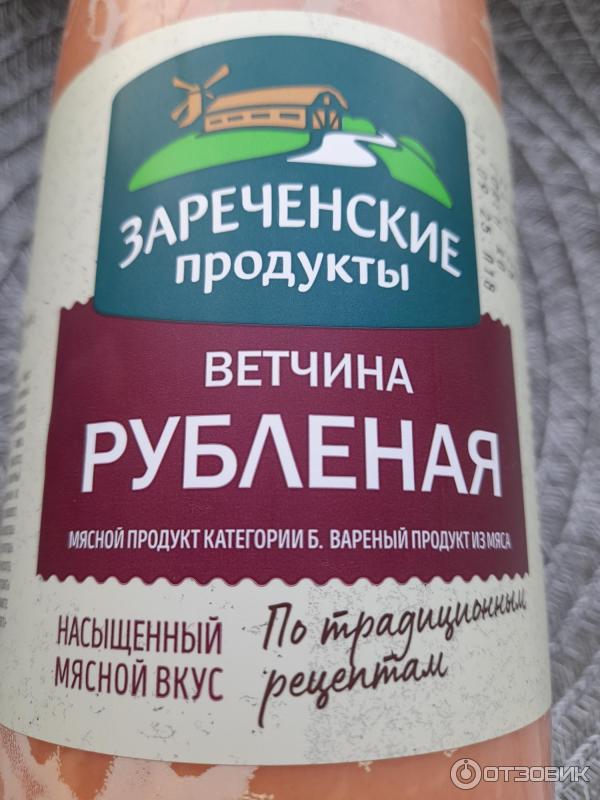 ЗАРЕЧЕНСКИЕ
продукты
ВЕТЧИНА
РУБЛЕНАЯ
МЯСНОЙ ПРОДУКТ КАТЕГОРИИ Б. ВАРЕНЫЙ ПРОДУКТ ИЗ МЯСА
НАСЫЩЕННЫЙ
МЯСНОЙ ВКУС
По традиционным
рецептам
ОТЗОВИК